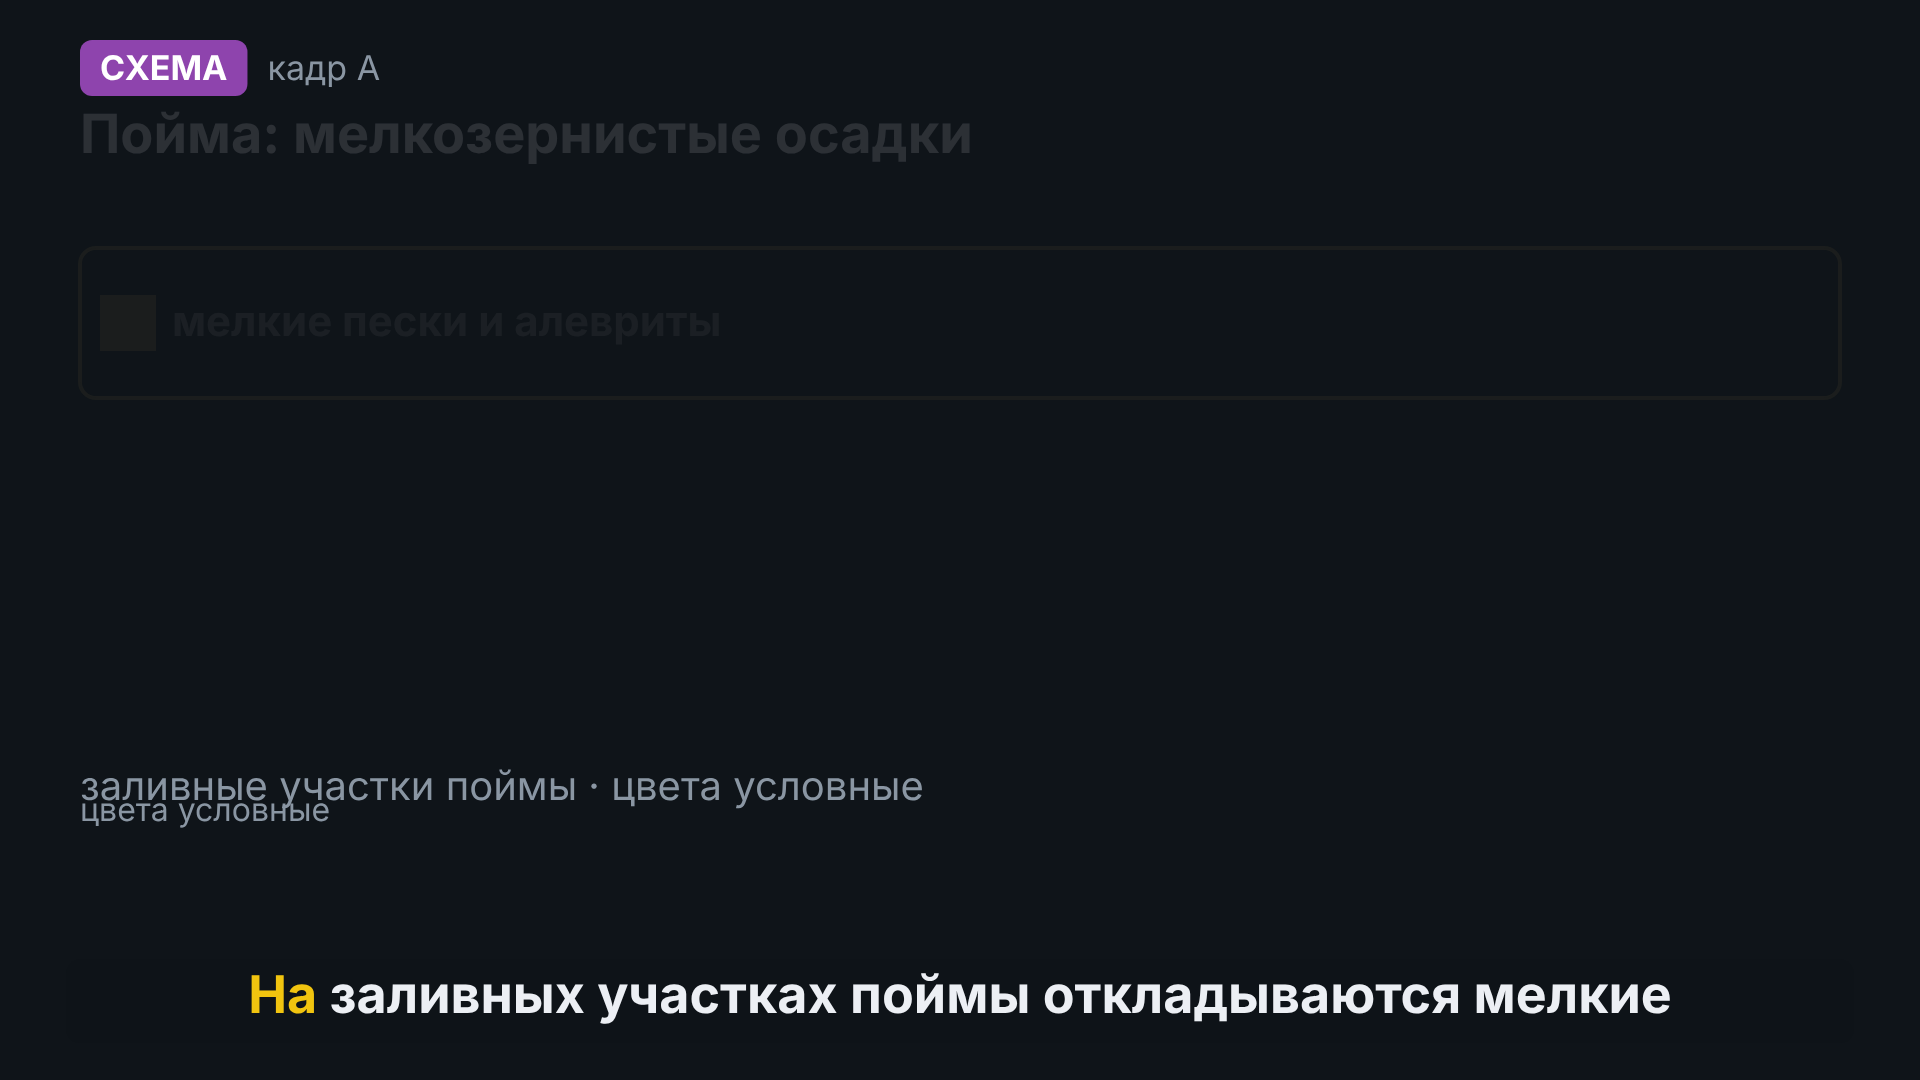 СХЕМА кадр А
Пойма: мелкозернистые осадки
мелкие пески и алевриты
заливные участки поймы · цвета условные
цвета условные
На заливных участках поймы откладываются мелкие